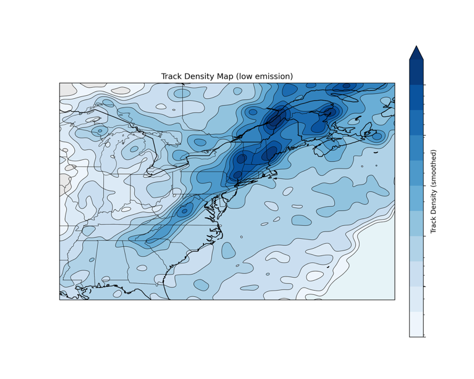 Track Density Map (low emission)
Track Density (smoothed)